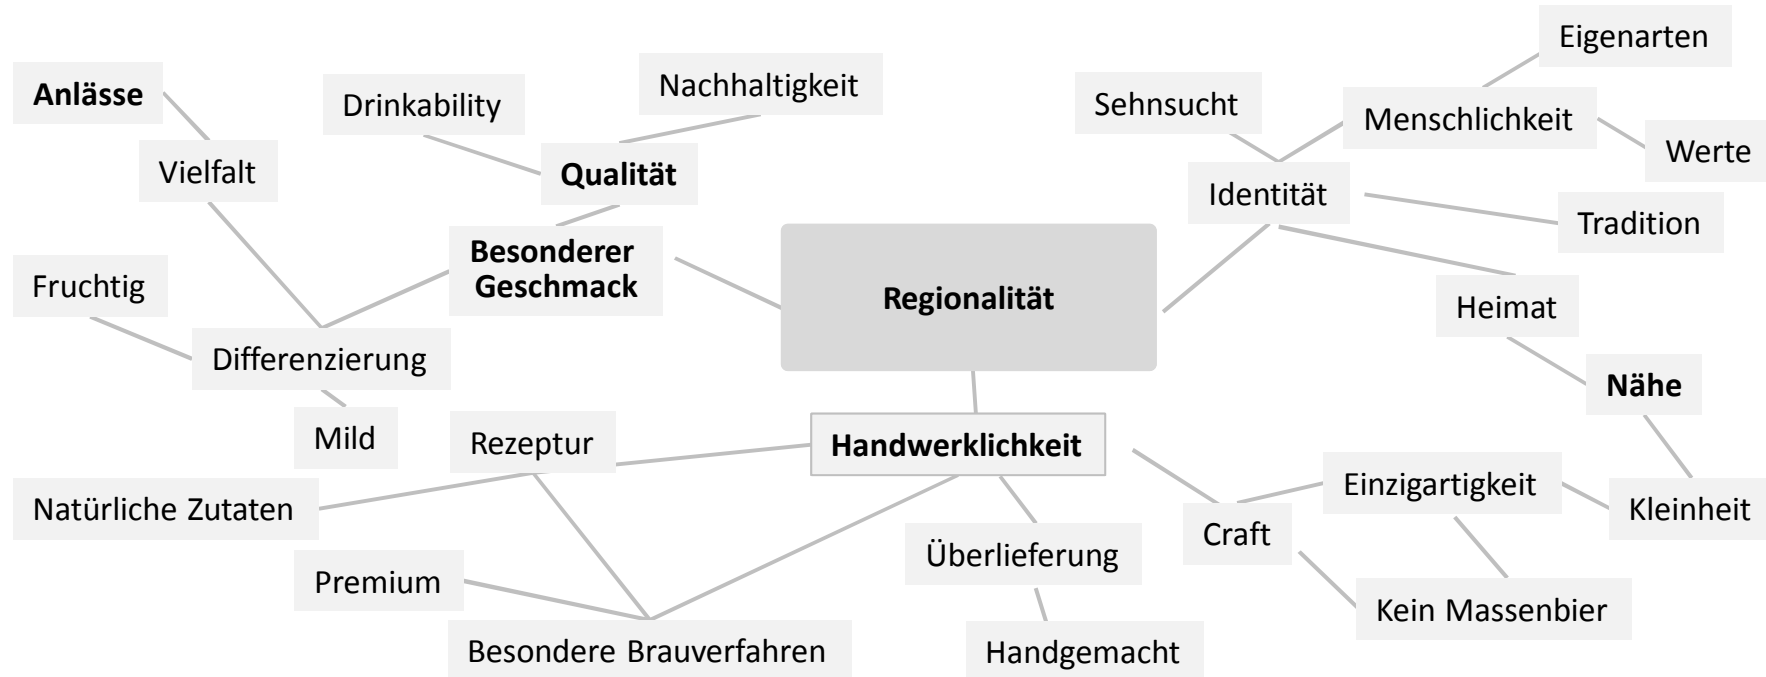 Eigenarten
Anlässe
Drinkability
Nachhaltigkeit
Sehnsucht
Menschlichkeit
Werte
Vielfalt
Qualität
Identität
Tradition
Besonderer
Geschmack
Regionalität
Fruchtig
Heimat
Differenzierung
Nähe
Mild
Rezeptur
Handwerklichkeit
Einzigartigkeit
Natürliche Zutaten
Kleinheit
Craft
Überlieferung
Premium
Kein Massenbier
Besondere Brauverfahren
Handgemacht